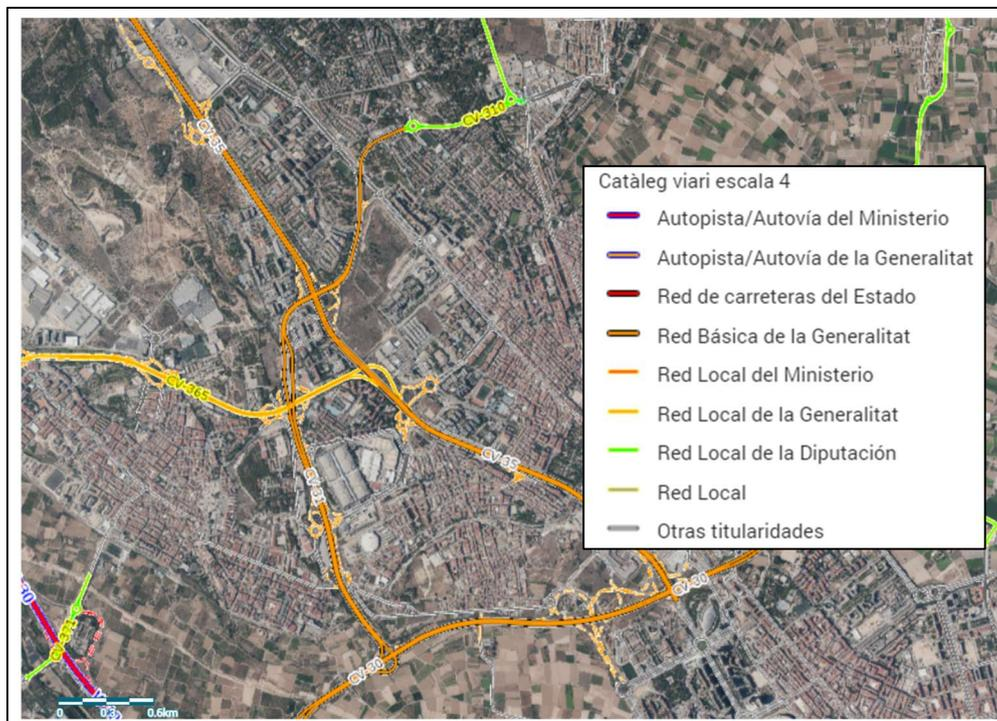 CV-35
CV-310
Catàleg viari escala 4
Autopista/Autovía del Ministerio
Autopista/Autovía de la Generalitat
Red de carreteras del Estado
Red Básica de la Generalitat
Red Local del Ministerio
Red Local de la Generalitat
Red Local de la Diputación
Red Local
Otras titularidades
CV-365
CV-35
CV-31
CV-30
CV-30
0 0.3 0.6km